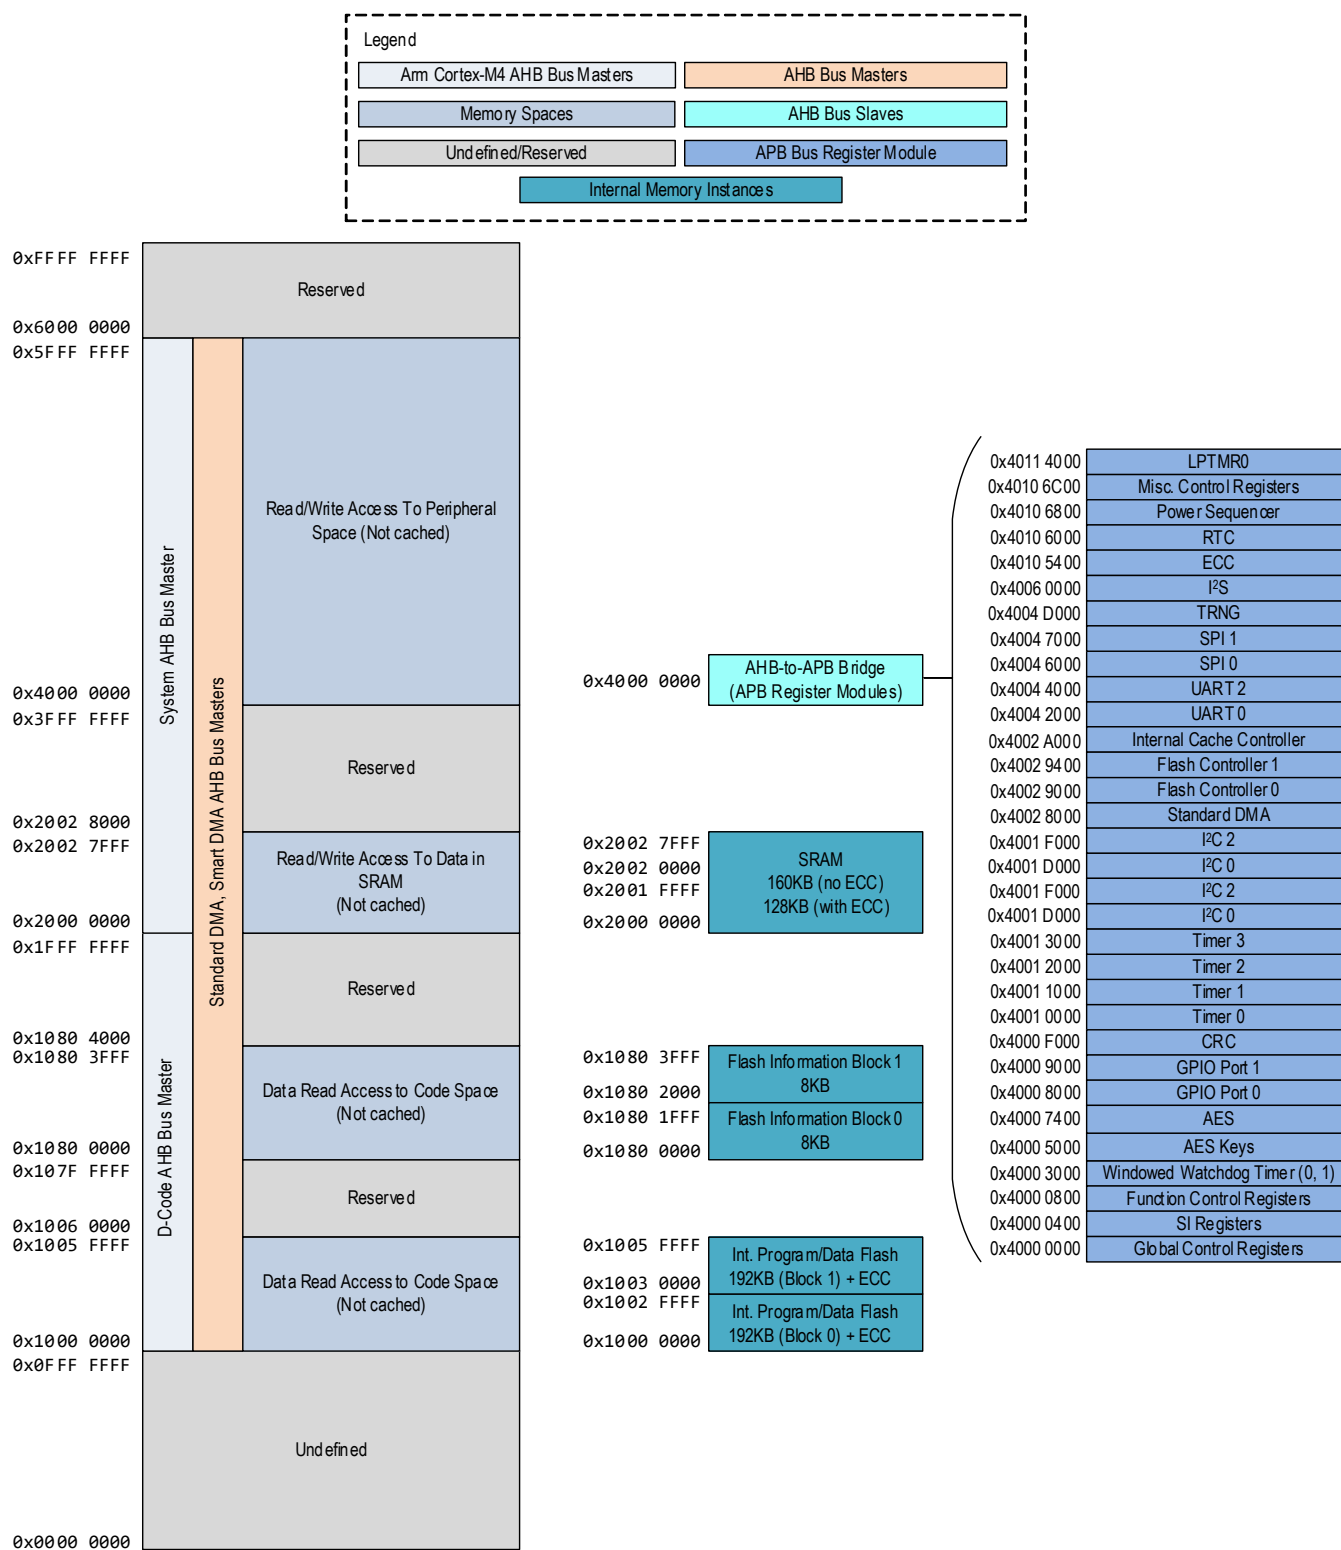 Legend
Arm Cortex-M4 AHB Bus Masters
AHB Bus Masters
Memory Spaces
AHB Bus Slaves
Undefined/Reserved
APB Bus Register Module
Internal Memory Instances
0xFFFF FFFF
Reserved
0x6000 0000
0x5FFF FFFF
System AHB Bus Master
Standard DMA, Smart DMA AHB Bus Masters
Read/Write Access To Peripheral
Space (Not cached)
0x4000 0000
0x3FFF FFFF
Reserved
0x2002 8000
0x2002 7FFF
Read/Write Access To Data in
SRAM
(Not cached)
0x2000 0000
0x1FFF FFFF
D-Code AHB Bus Master
Reserved
0x1080 4000
0x1080 3FFF
Data Read Access to Code Space
(Not cached)
0x1080 0000
0x107F FFFF
Reserved
0x1006 0000
0x1005 FFFF
Data Read Access to Code Space
(Not cached)
0x1000 0000
0x0FFF FFFF
Undefined
0x0000 0000
0x4000 0000
AHB-to-APB Bridge
(APB Register Modules)
0x2002 7FFF
0x2002 0000
0x2001 FFFF
0x2000 0000
SRAM
160KB (no ECC)
128KB (with ECC)
0x1080 3FFF
0x1080 2000
Flash Information Block 1
8KB
0x1080 1FFF
0x1080 0000
Flash Information Block 0
8KB
0x1005 FFFF
0x1003 0000
Int. Program/Data Flash
192KB (Block 1) + ECC
0x1002 FFFF
0x1000 0000
Int. Program/Data Flash
192KB (Block 0) + ECC
0x4011 4000 LPTMR0
0x4010 6C00 Misc. Control Registers
0x4010 6800 Power Sequencer
0x4010 6000 RTC
0x4010 5400 ECC
0x4006 0000 I²S
0x4004 D000 TRNG
0x4004 7000 SPI 1
0x4004 6000 SPI 0
0x4004 4000 UART 2
0x4004 2000 UART 0
0x4002 A000 Internal Cache Controller
0x4002 9400 Flash Controller 1
0x4002 9000 Flash Controller 0
0x4002 8000 Standard DMA
0x4001 F000 I²C 2
0x4001 D000 I²C 0
0x4001 F000 I²C 2
0x4001 D000 I²C 0
0x4001 3000 Timer 3
0x4001 2000 Timer 2
0x4001 1000 Timer 1
0x4001 0000 Timer 0
0x4000 F000 CRC
0x4000 9000 GPIO Port 1
0x4000 8000 GPIO Port 0
0x4000 7400 AES
0x4000 5000 AES Keys
0x4000 3000 Windowed Watchdog Timer (0, 1)
0x4000 0800 Function Control Registers
0x4000 0400 SI Registers
0x4000 0000 Global Control Registers